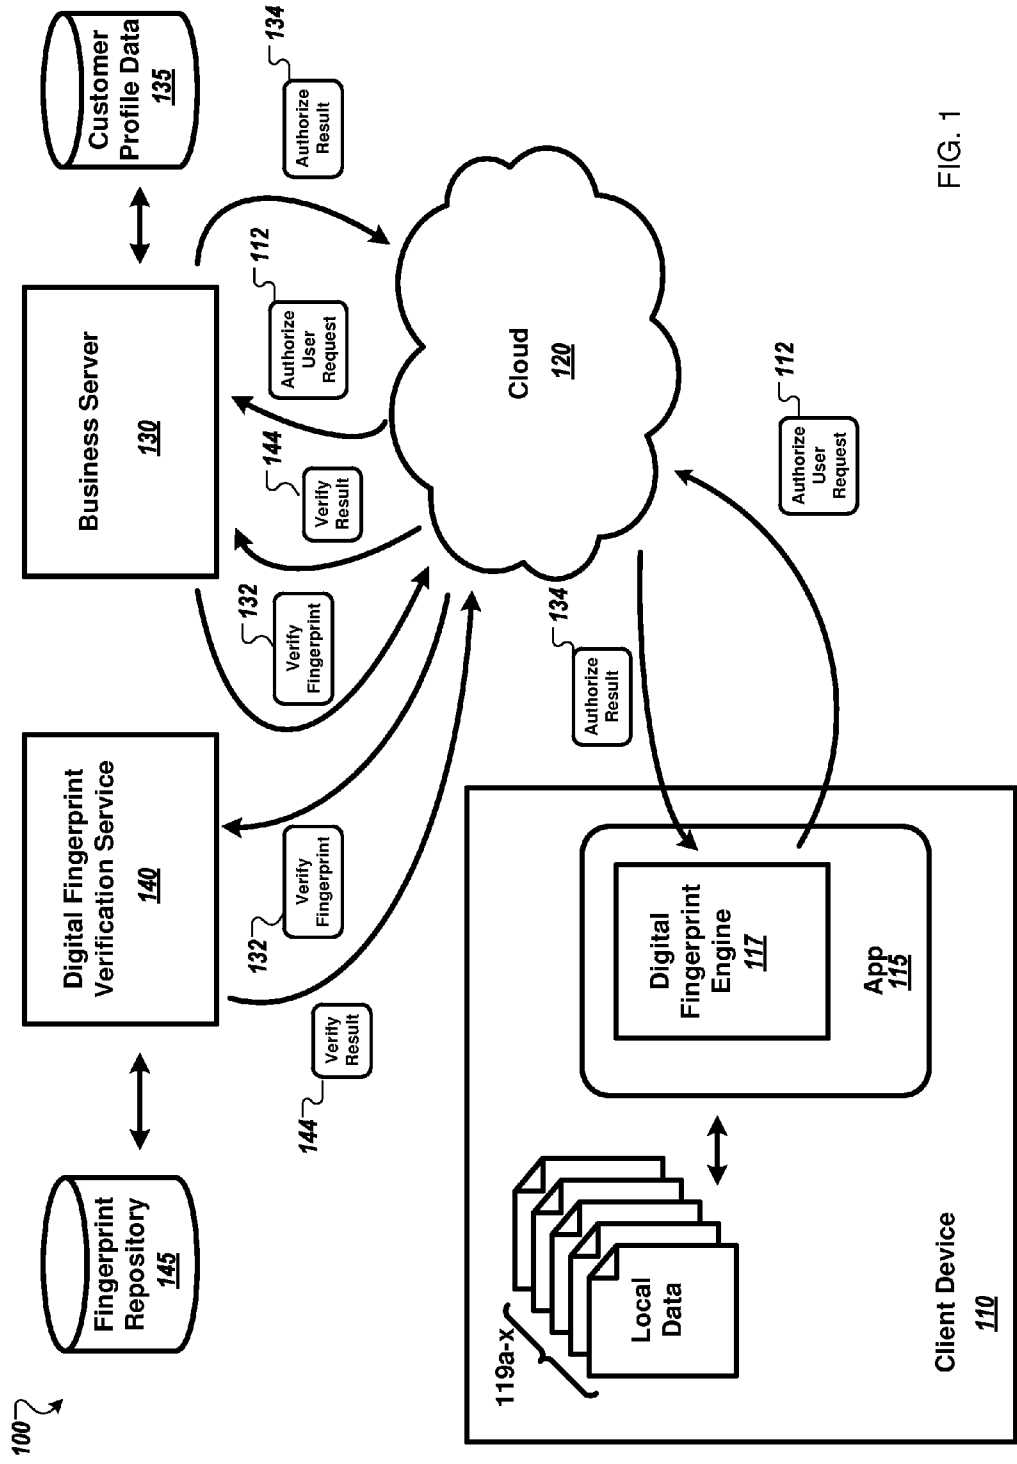 100
Fingerprint
Repository
145
Digital Fingerprint
Verification Service
140
Business Server
130
Customer
Profile Data
135
144
Verify
Result
132
Verify
Fingerprint
132
Verify
Fingerprint
144
Verify
Result
112
Authorize
User
Request
134
Authorize
Result
Cloud
120
134
Authorize
Result
112
Authorize
User
Request
119a-x
Local
Data
Digital
Fingerprint
Engine
117
App
115
Client Device
110
FIG. 1